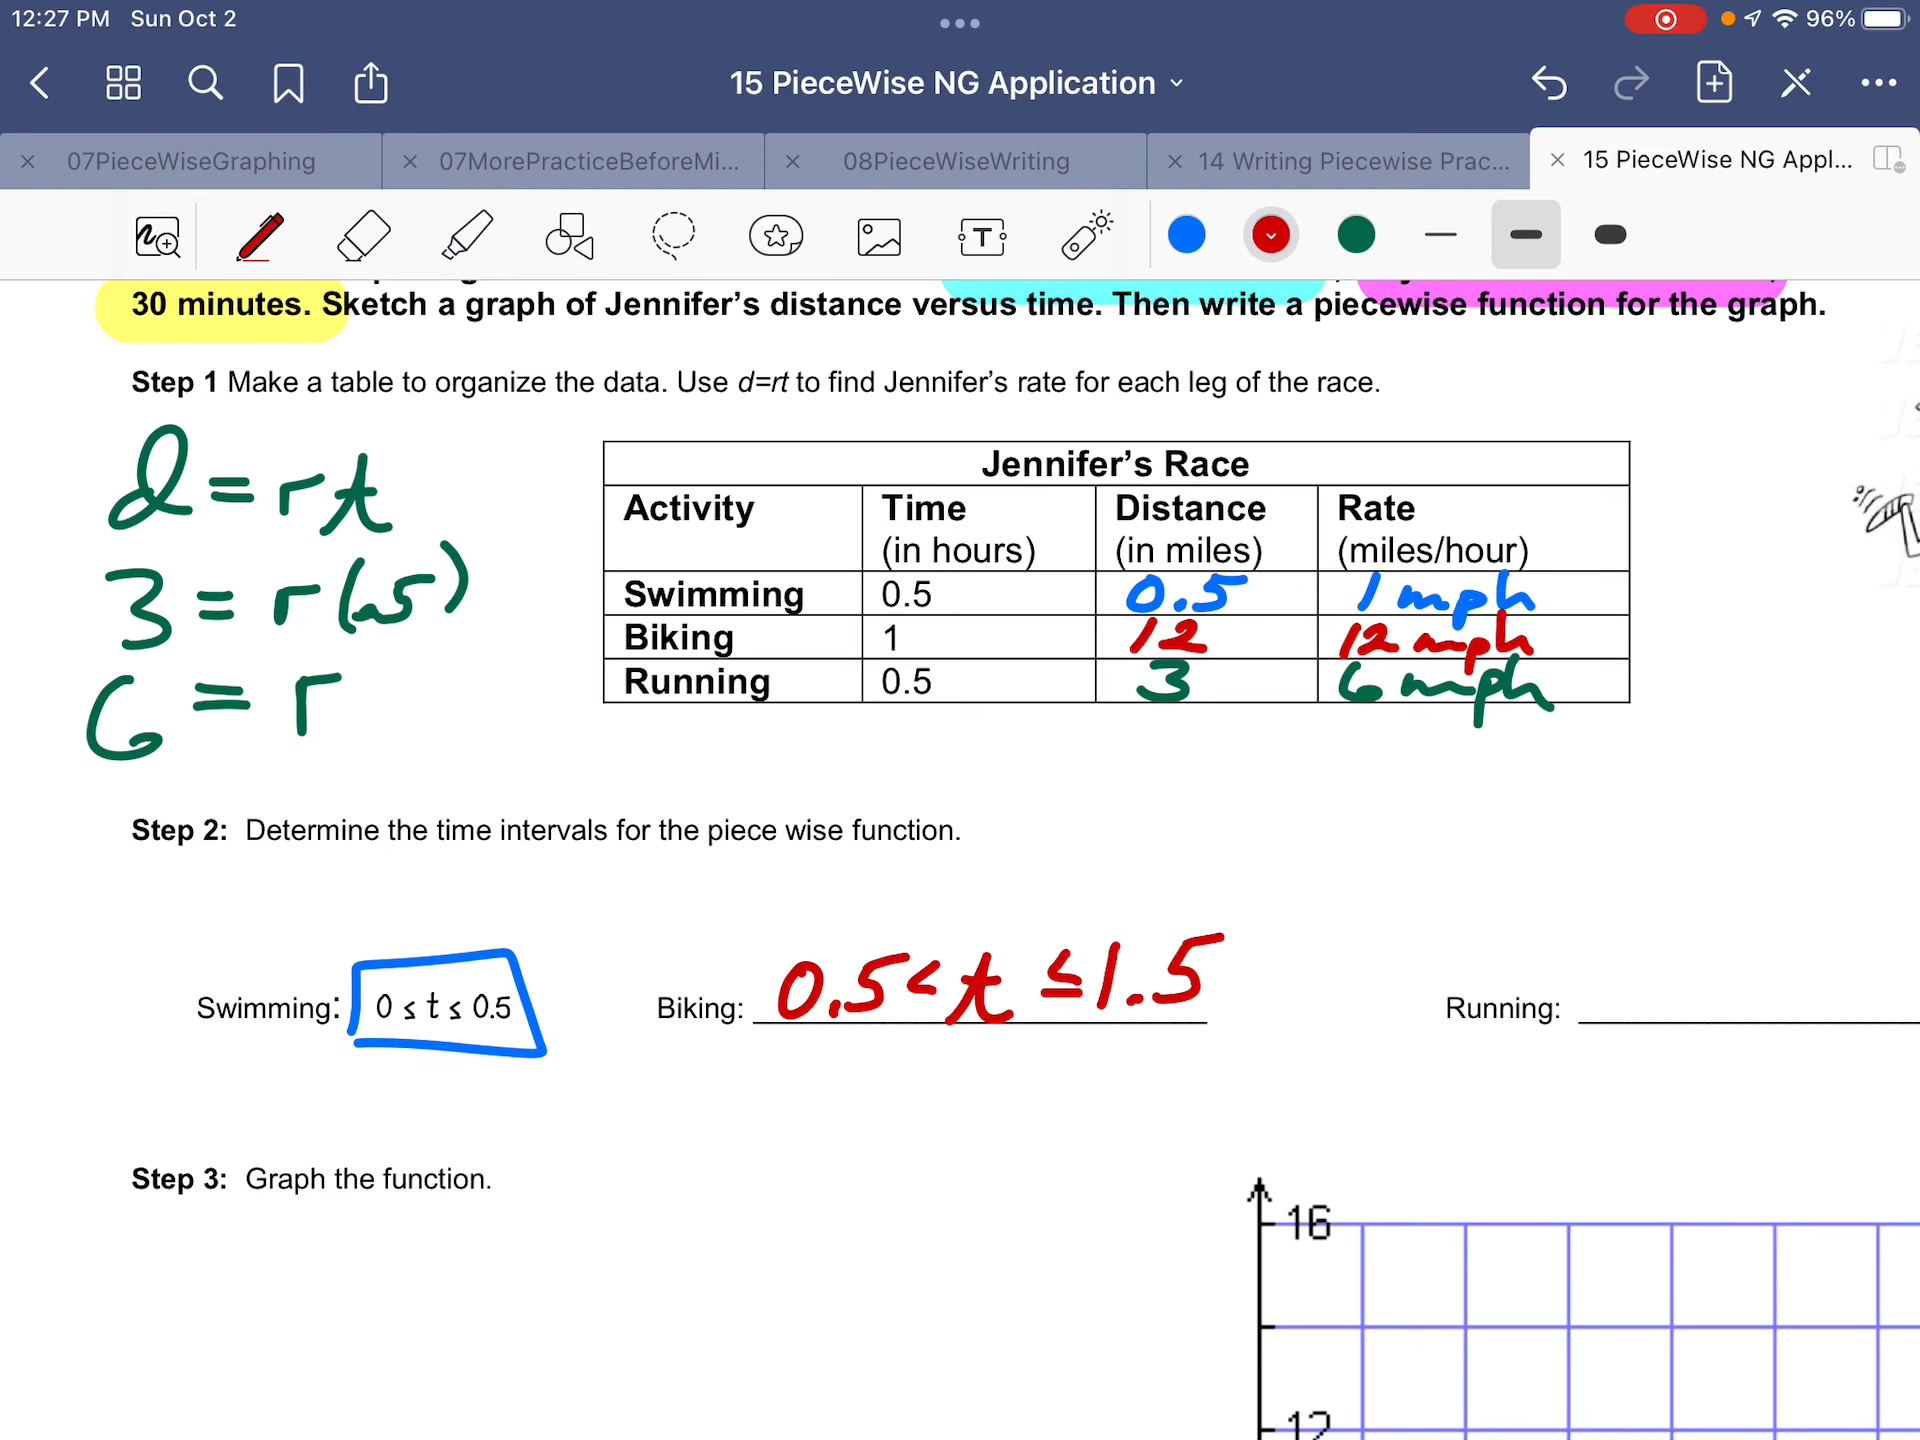 12:27 PM Sun Oct 2
96%
15 PieceWise NG Application
07PieceWiseGraphing
07MorePracticeBeforeMi...
08PieceWiseWriting
14 Writing Piecewise Prac...
15 PieceWise NG Appl...
30 minutes. Sketch a graph of Jennifer's distance versus time. Then write a piecewise function for the graph.
Step 1 Make a table to organize the data. Use d=rt to find Jennifer's rate for each leg of the race.
d = rt
3 = r(.5)
6 = r
Jennifer's Race
Activity Time (in hours) Distance (in miles) Rate (miles/hour)
Swimming 0.5 0.5 1 mph
Biking 1 12 12 mph
Running 0.5 3 6 mph
Step 2: Determine the time intervals for the piece wise function.
Swimming: 0 ≤ t ≤ 0.5 Biking: 0.5 < t ≤ 1.5 Running:
Step 3: Graph the function.
16
12